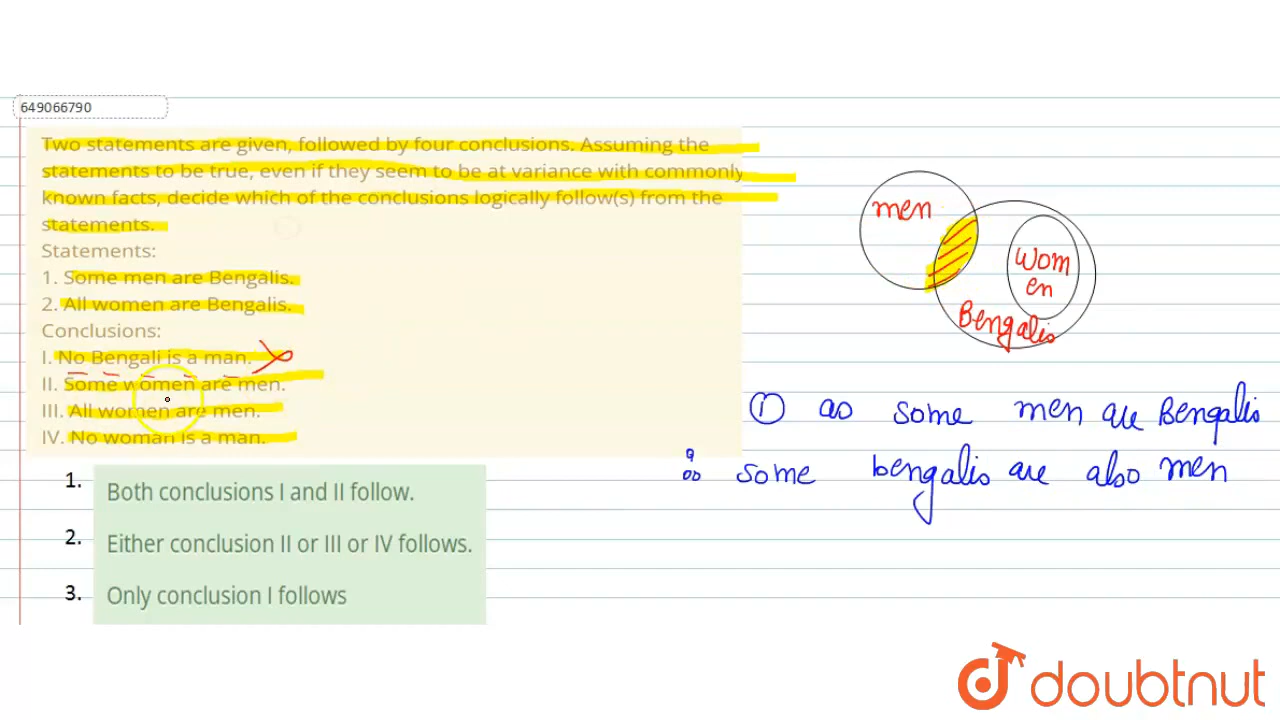 649066790
Two statements are given, followed by four conclusions. Assuming the
statements to be true, even if they seem to be at variance with commonly
known facts, decide which of the conclusions logically follow(s) from the
statements.
Statements:
1. Some men are Bengalis.
2. All women are Bengalis.
Conclusions:
I. No Bengali is a man.
II. Some women are men.
III. All women are men.
IV. No woman is a man.
1. Both conclusions I and II follow.
2. Either conclusion II or III or IV follows.
3. Only conclusion I follows
men
Wom
en
Bengalis
① as some men are Bengalis
some bengalis are also men
doubtnut